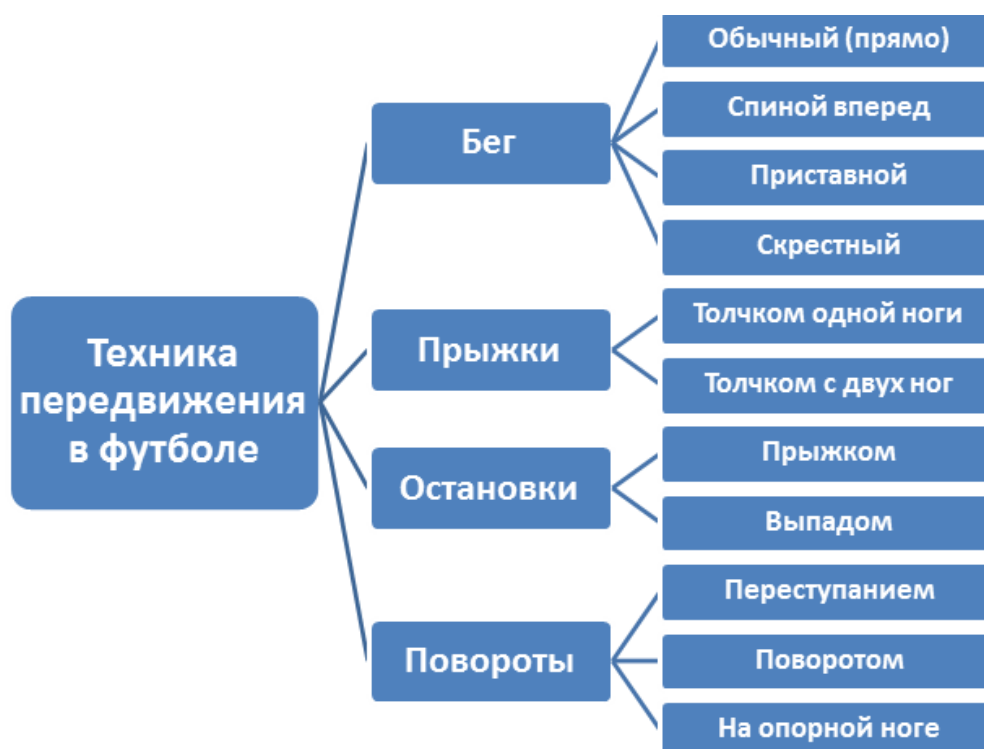 Техника
передвижения
в футболе
Бег
Обычный (прямо)
Спиной вперед
Приставной
Скрестный
Прыжки
Толчком одной ноги
Толчком с двух ног
Остановки
Прыжком
Выпадом
Повороты
Переступанием
Поворотом
На опорной ноге